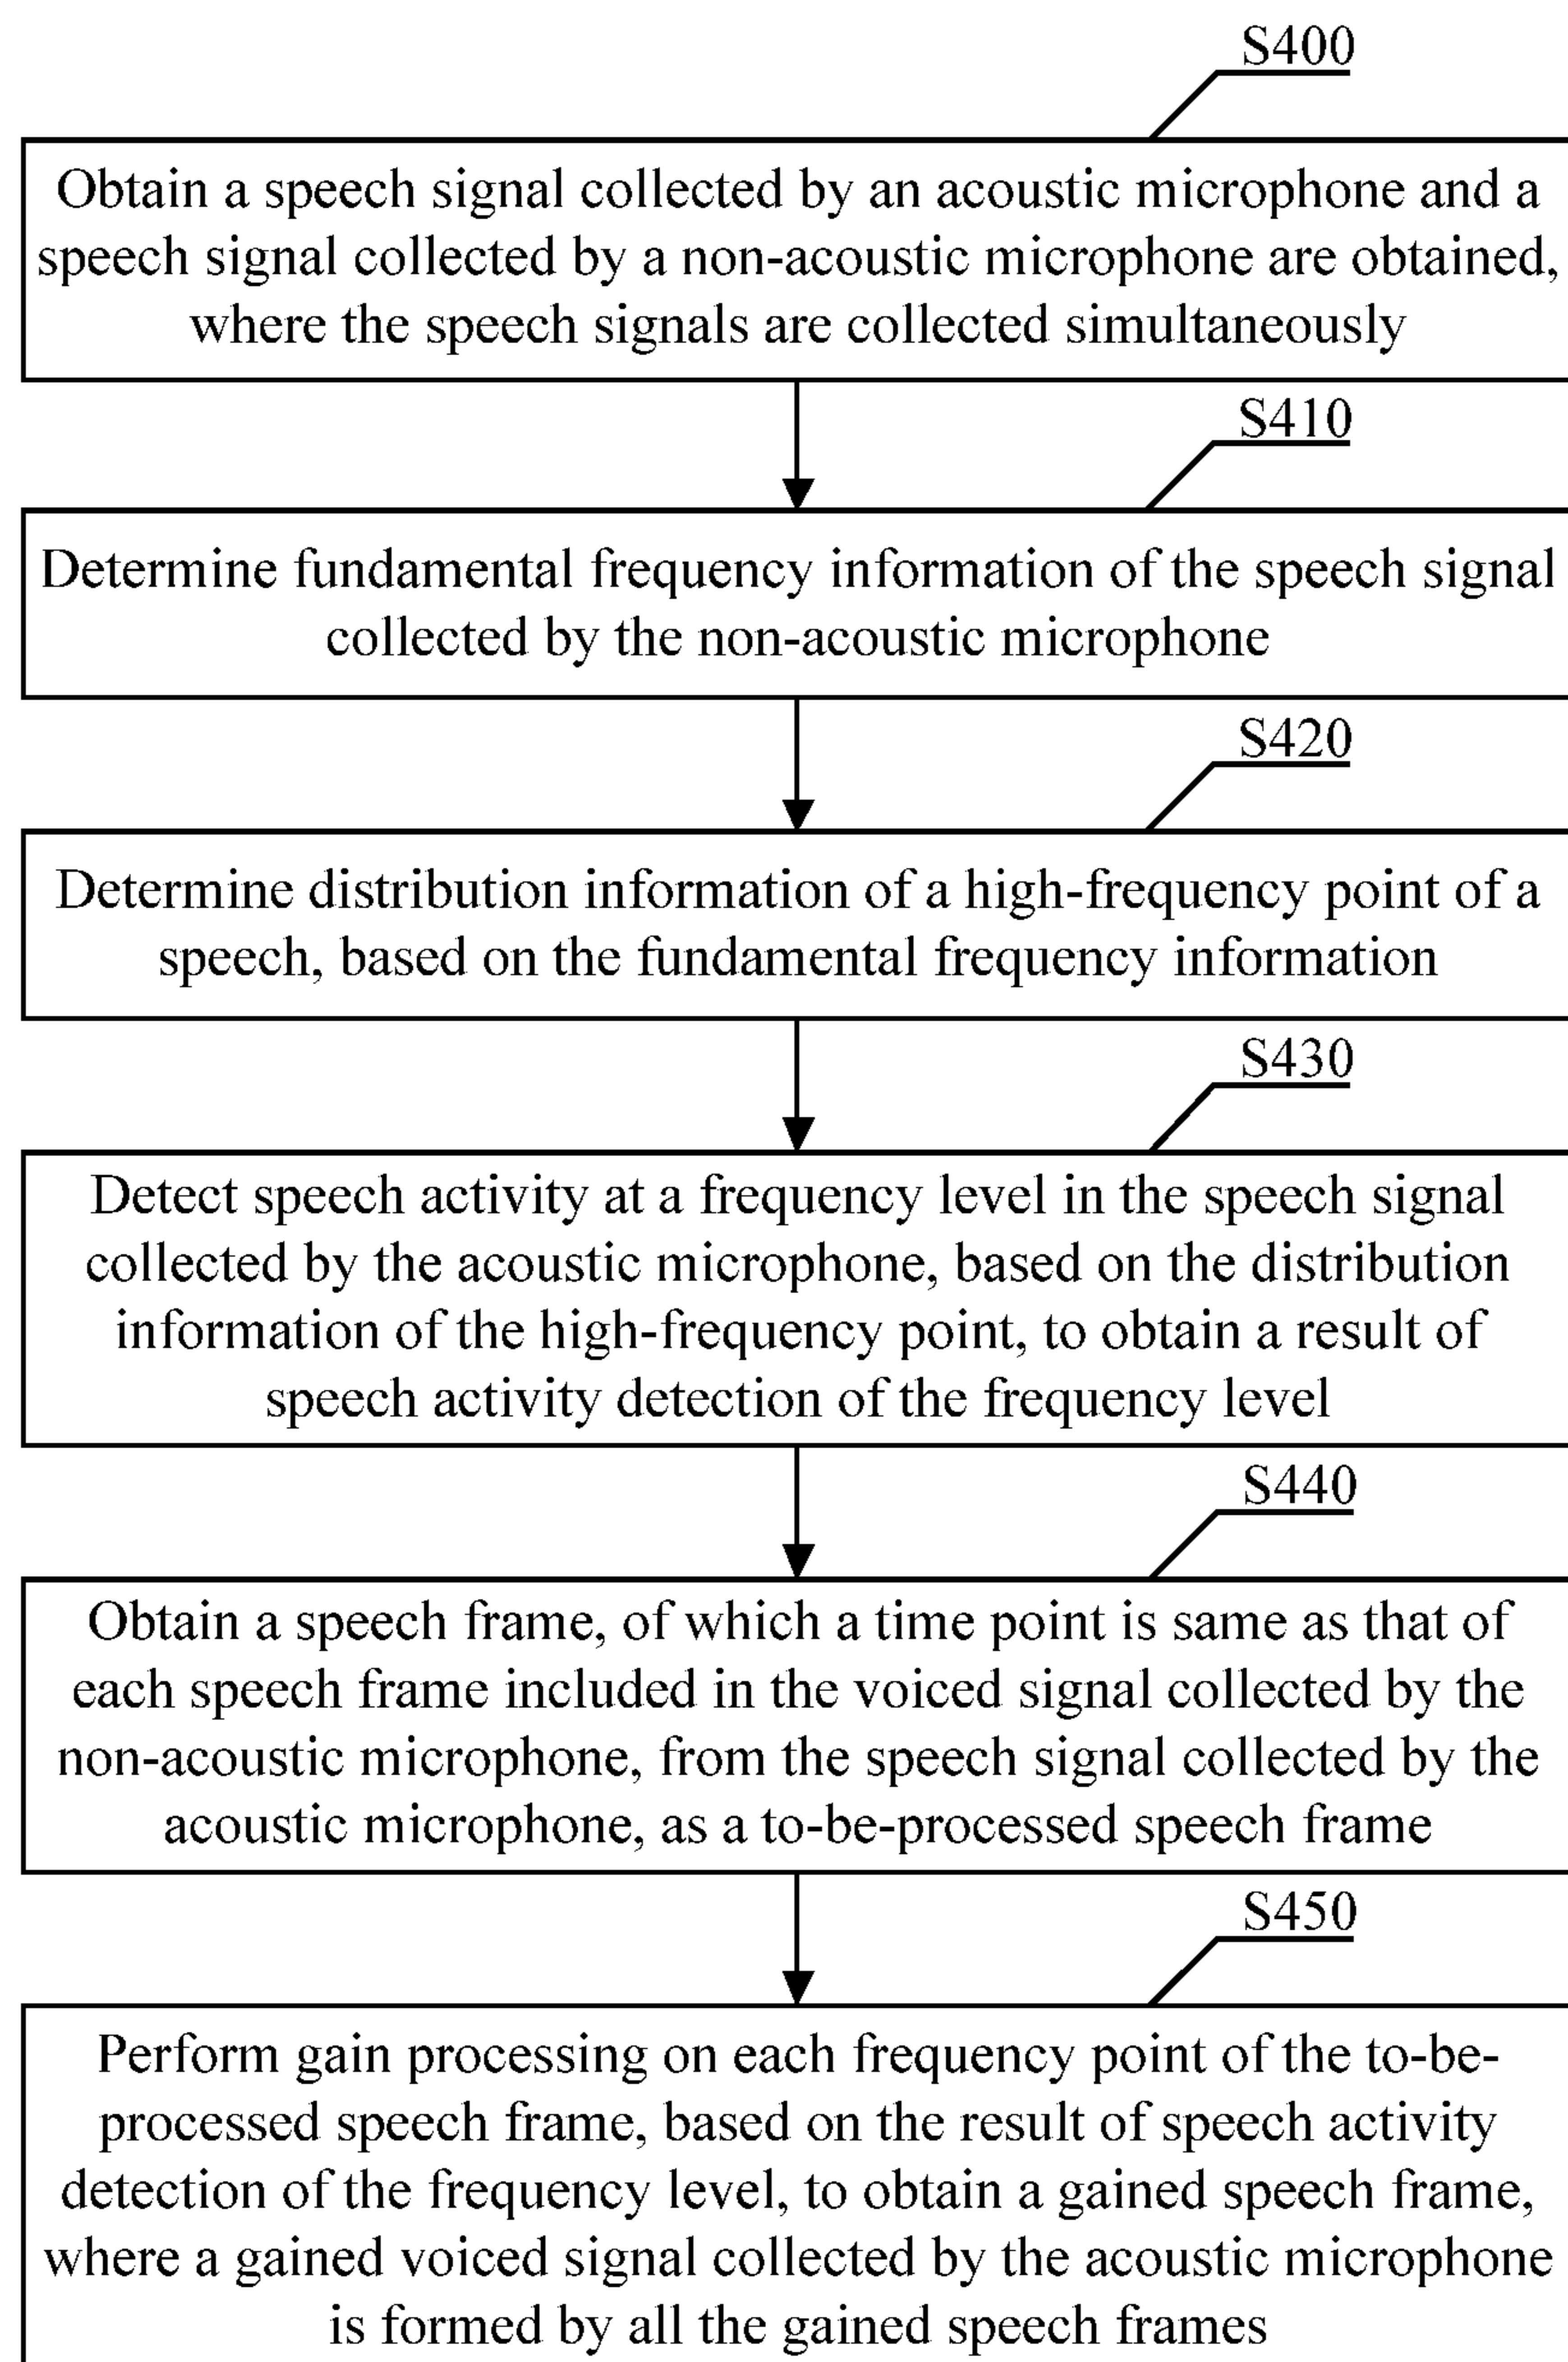 S400
Obtain a speech signal collected by an acoustic microphone and a
speech signal collected by a non-acoustic microphone are obtained,
where the speech signals are collected simultaneously
S410
Determine fundamental frequency information of the speech signal
collected by the non-acoustic microphone
S420
Determine distribution information of a high-frequency point of a
speech, based on the fundamental frequency information
S430
Detect speech activity at a frequency level in the speech signal
collected by the acoustic microphone, based on the distribution
information of the high-frequency point, to obtain a result of
speech activity detection of the frequency level
S440
Obtain a speech frame, of which a time point is same as that of
each speech frame included in the voiced signal collected by the
non-acoustic microphone, from the speech signal collected by the
acoustic microphone, as a to-be-processed speech frame
S450
Perform gain processing on each frequency point of the to-be-
processed speech frame, based on the result of speech activity
detection of the frequency level, to obtain a gained speech frame,
where a gained voiced signal collected by the acoustic microphone
is formed by all the gained speech frames